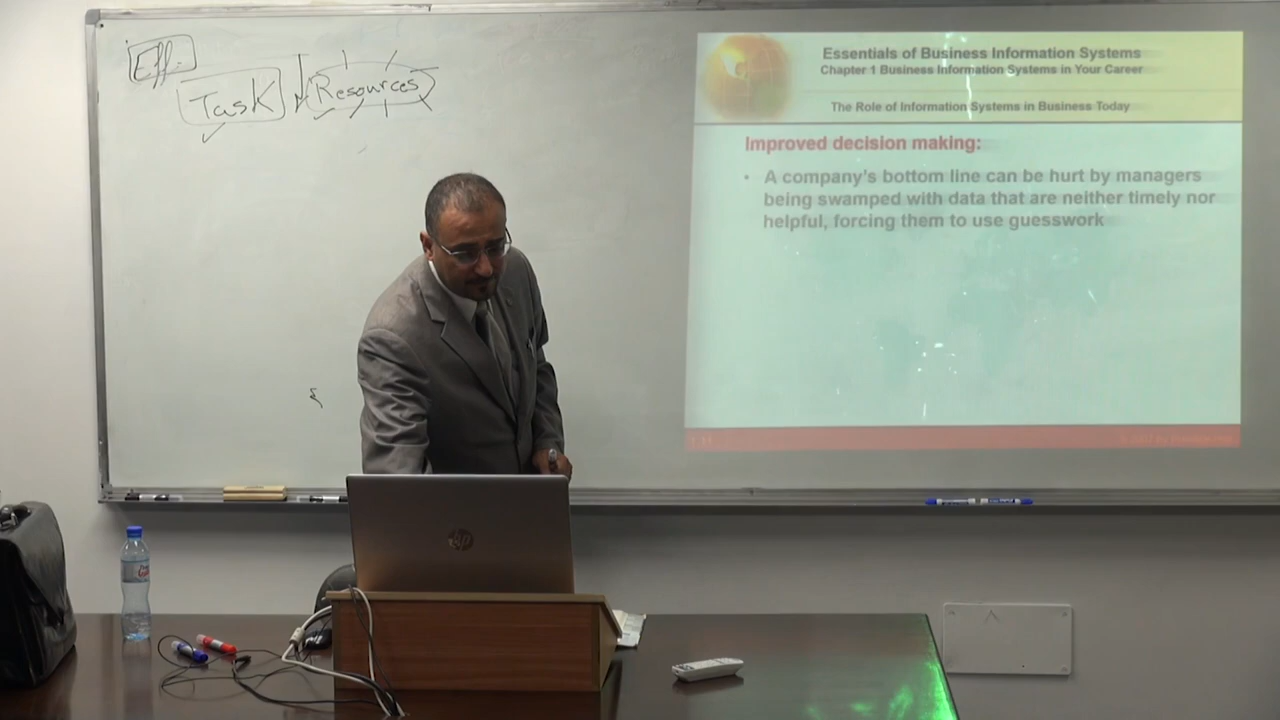 Eff.
Task
Resources
Essentials of Business Information Systems
Chapter 1 Business Information Systems in Your Career
The Role of Information Systems in Business Today
Improved decision making:
• A company's bottom line can be hurt by managers
being swamped with data that are neither timely nor
helpful, forcing them to use guesswork
hp